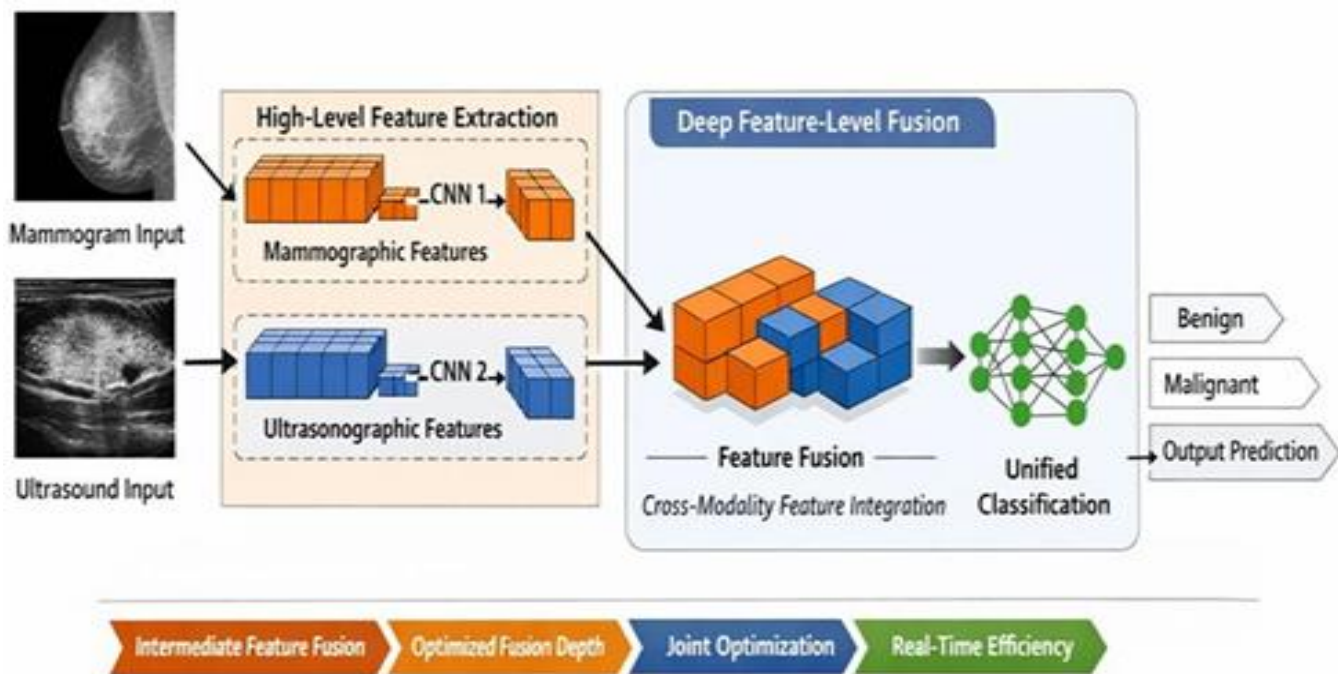 High-Level Feature Extraction
Deep Feature-Level Fusion
CNN 1
Mammographic Features
Mammogram Input
CNN 2
Ultrasonographic Features
Ultrasound Input
Feature Fusion
Cross-Modality Feature Integration
Unified
Classification
Benign
Malignant
Output Prediction
Intermediate Feature Fusion
Optimized Fusion Depth
Joint Optimization
Real-Time Efficiency